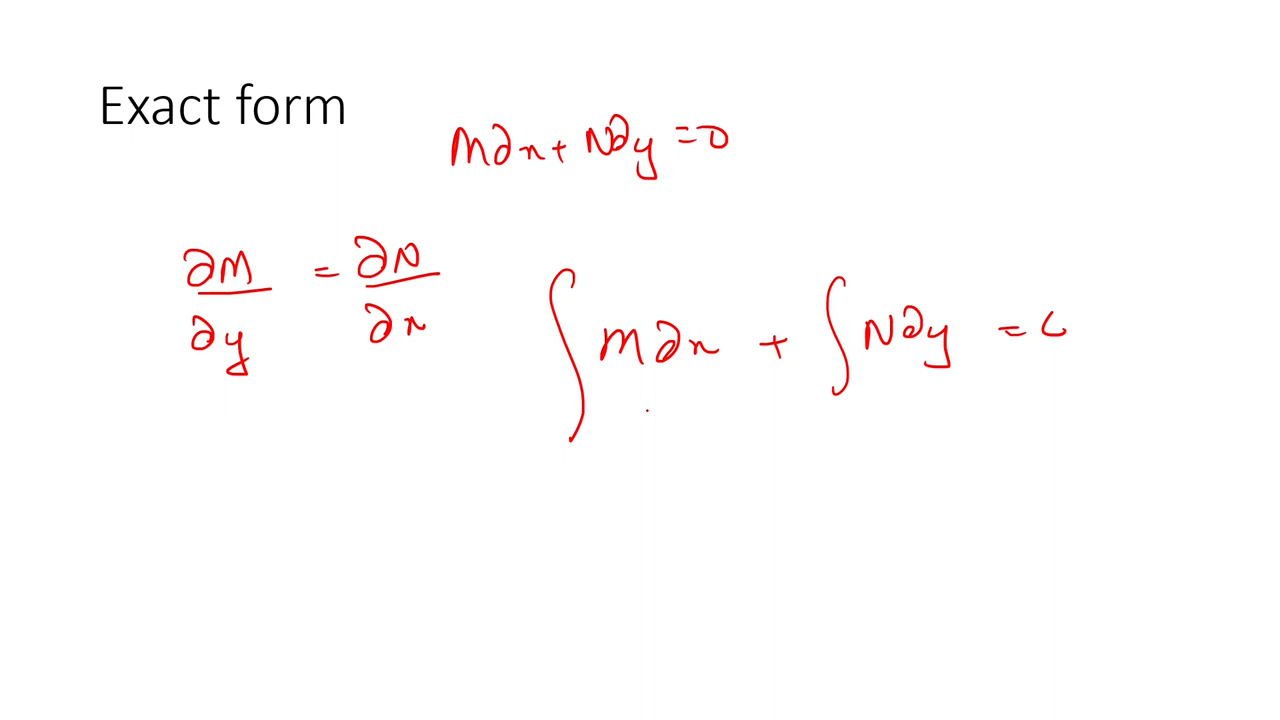 Exact form
M∂x + N∂y = 0
∂M/∂y = ∂N/∂x
∫ M∂x + ∫ N∂y = c